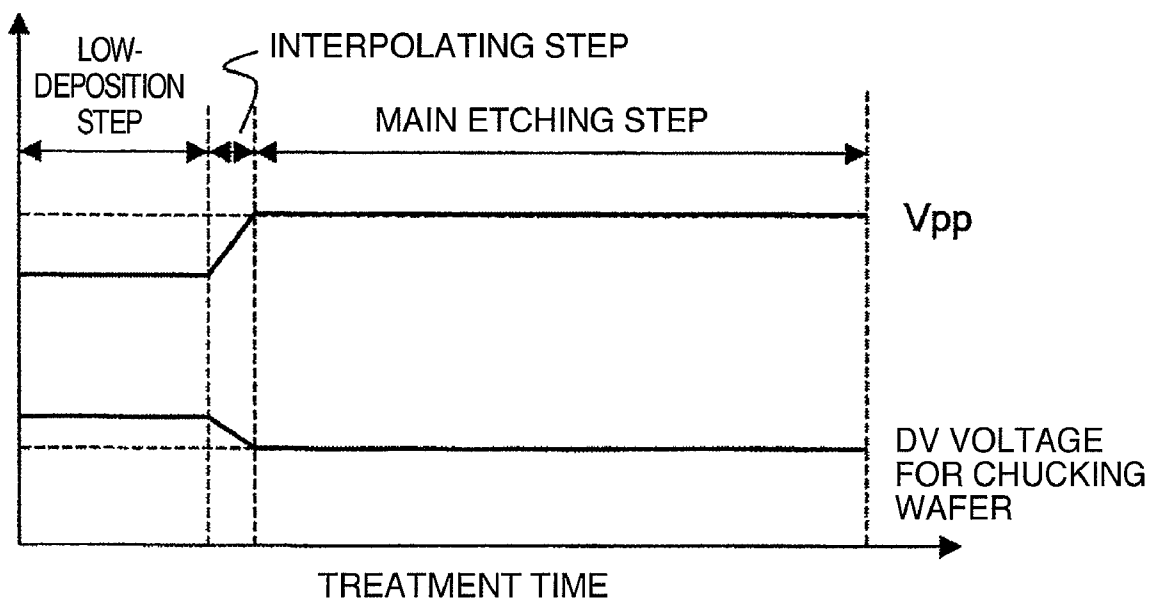 LOW-
DEPOSITION
STEP
INTERPOLATING STEP
MAIN ETCHING STEP
Vpp
DV VOLTAGE
FOR CHUCKING
WAFER
TREATMENT TIME